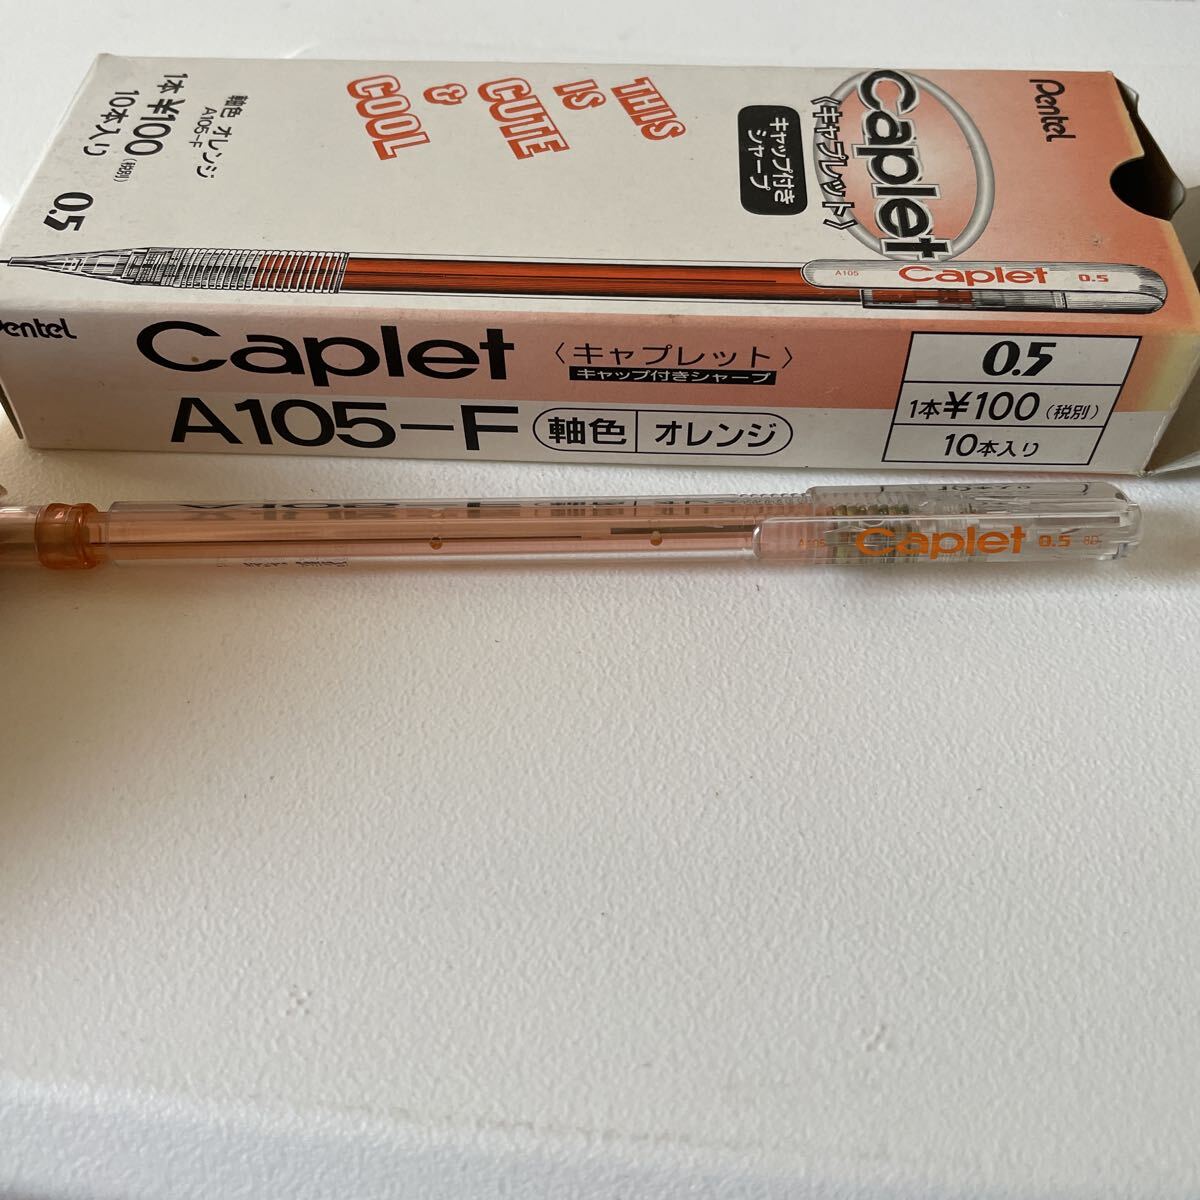 Pentel
Caplet
〈キャプレット〉
キャップ付き
シャープ
THIS
IS
CUTE
&
COOL
軸色 オレンジ
A105-F
1本 ¥100 (税別)
10本入り
0.5
A105 Caplet 0.5
Pentel
Caplet 〈キャプレット〉
キャップ付きシャープ
A105-F 軸色 オレンジ
0.5
1本¥100 (税別)
10本入り
A105 Caplet 0.5 8D